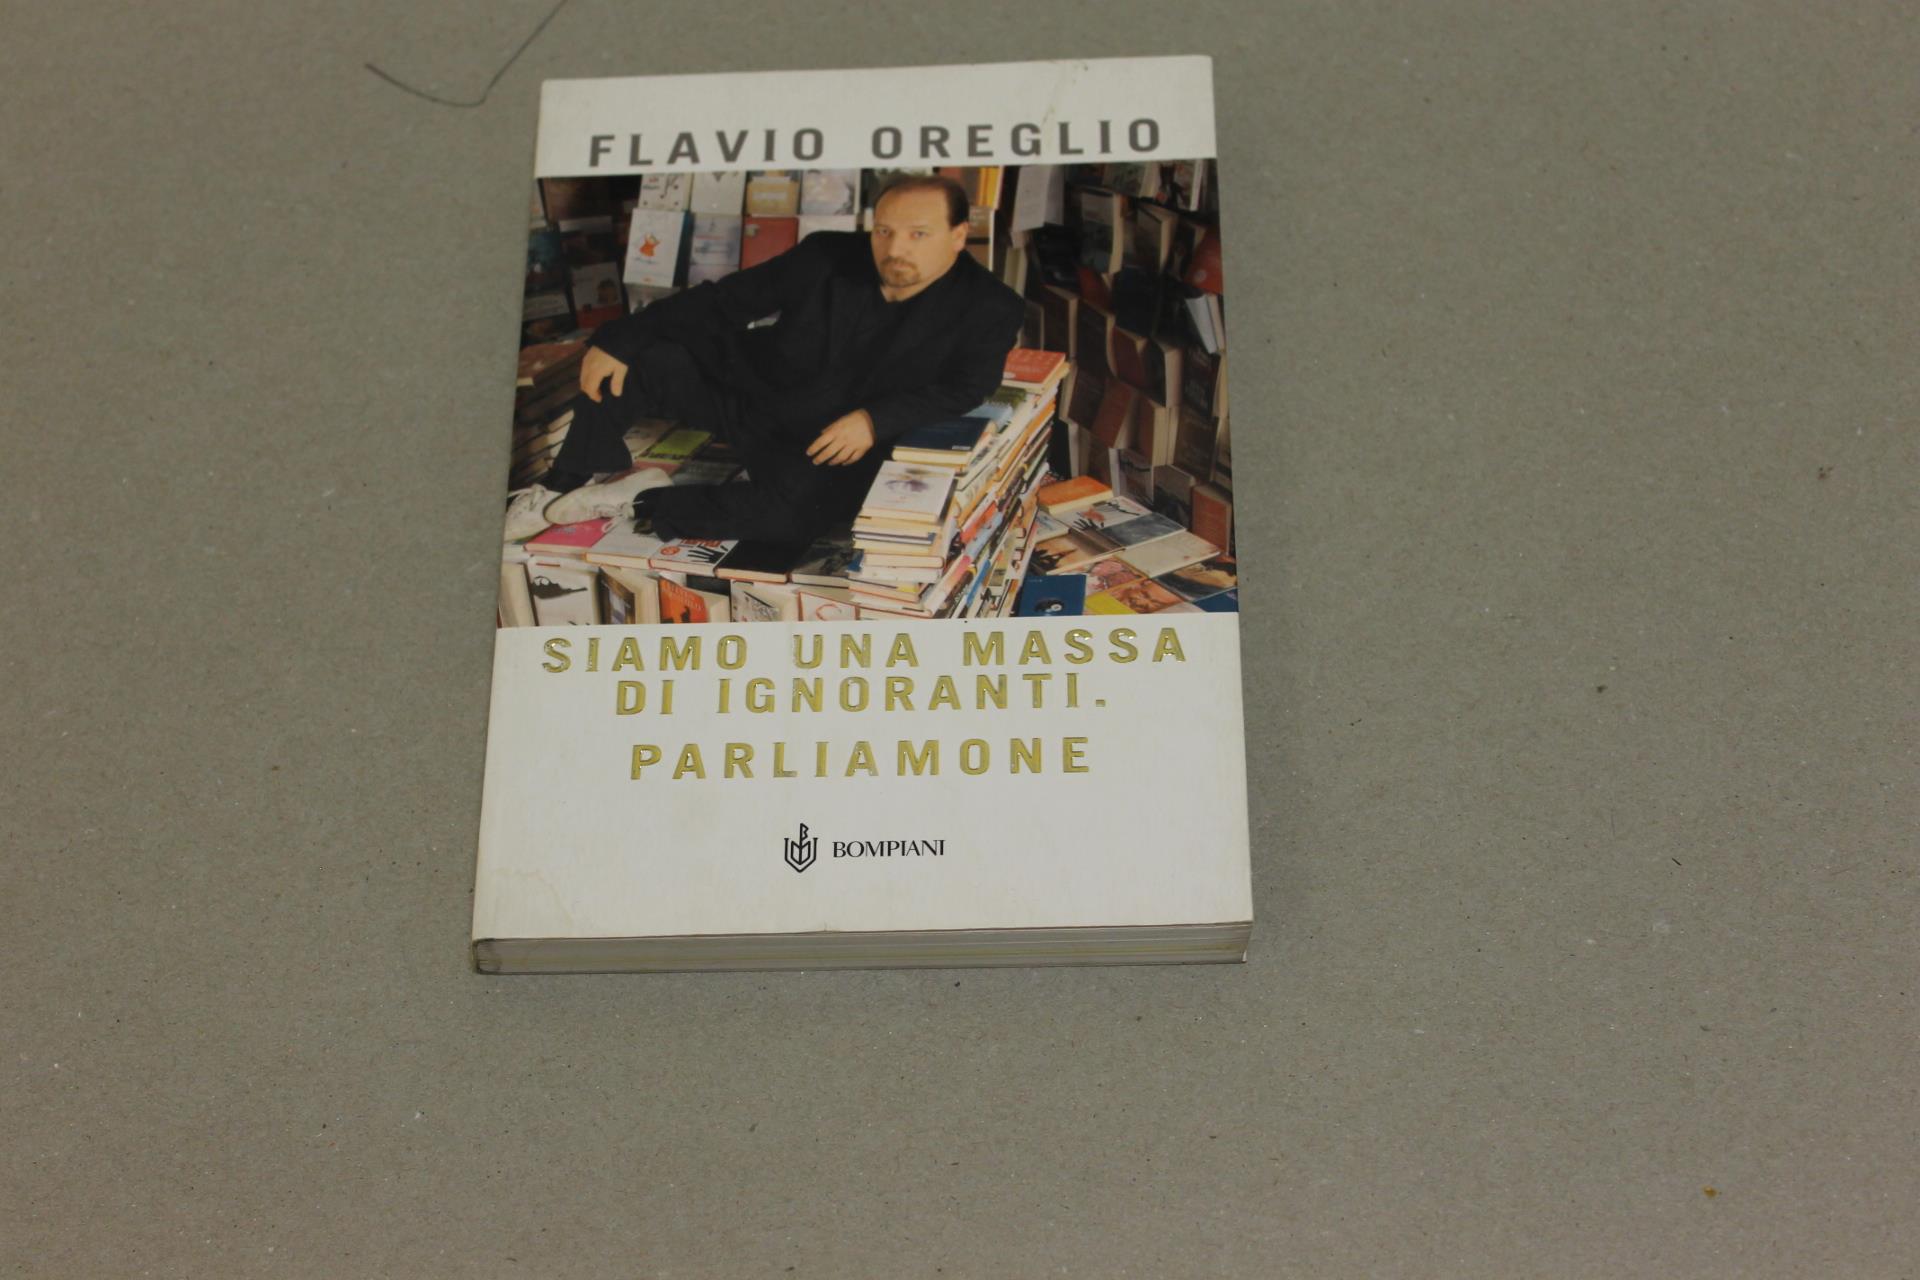 FLAVIO OREGLIO
SIAMO UNA MASSA
DI IGNORANTI.
PARLIAMONE
BOMPIANI